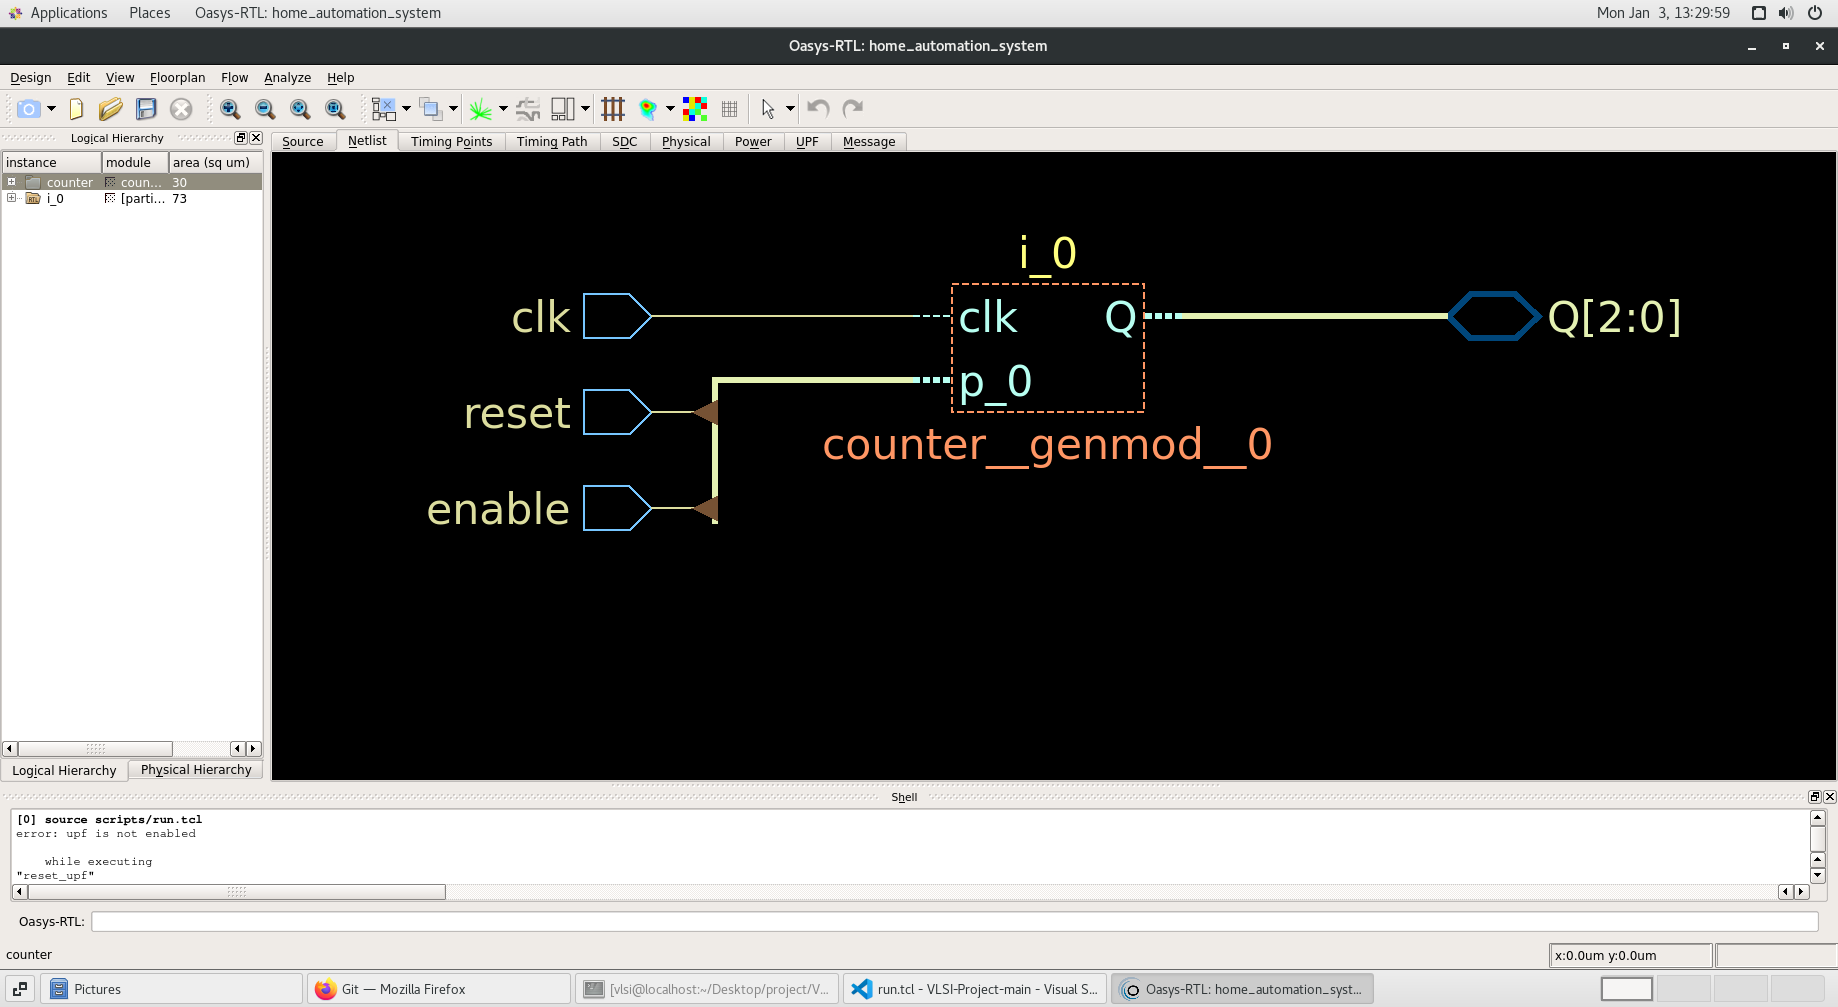 Applications Places Oasys-RTL: home_automation_system Mon Jan 3, 13:29:59
Oasys-RTL: home_automation_system
Design Edit View Floorplan Flow Analyze Help
Logical Hierarchy
Source Netlist Timing Points Timing Path SDC Physical Power UPF Message
instance module area (sq um)
counter coun... 30
i_0 [parti... 73
i_0
clk clk Q Q[2:0]
p_0
reset
counter__genmod__0
enable
Logical Hierarchy Physical Hierarchy
Shell
[0] source scripts/run.tcl
error: upf is not enabled
while executing
"reset_upf"
Oasys-RTL:
counter x:0.0um y:0.0um
Pictures Git — Mozilla Firefox [vlsi@localhost:~/Desktop/project/V... run.tcl - VLSI-Project-main - Visual S... Oasys-RTL: home_automation_syst...